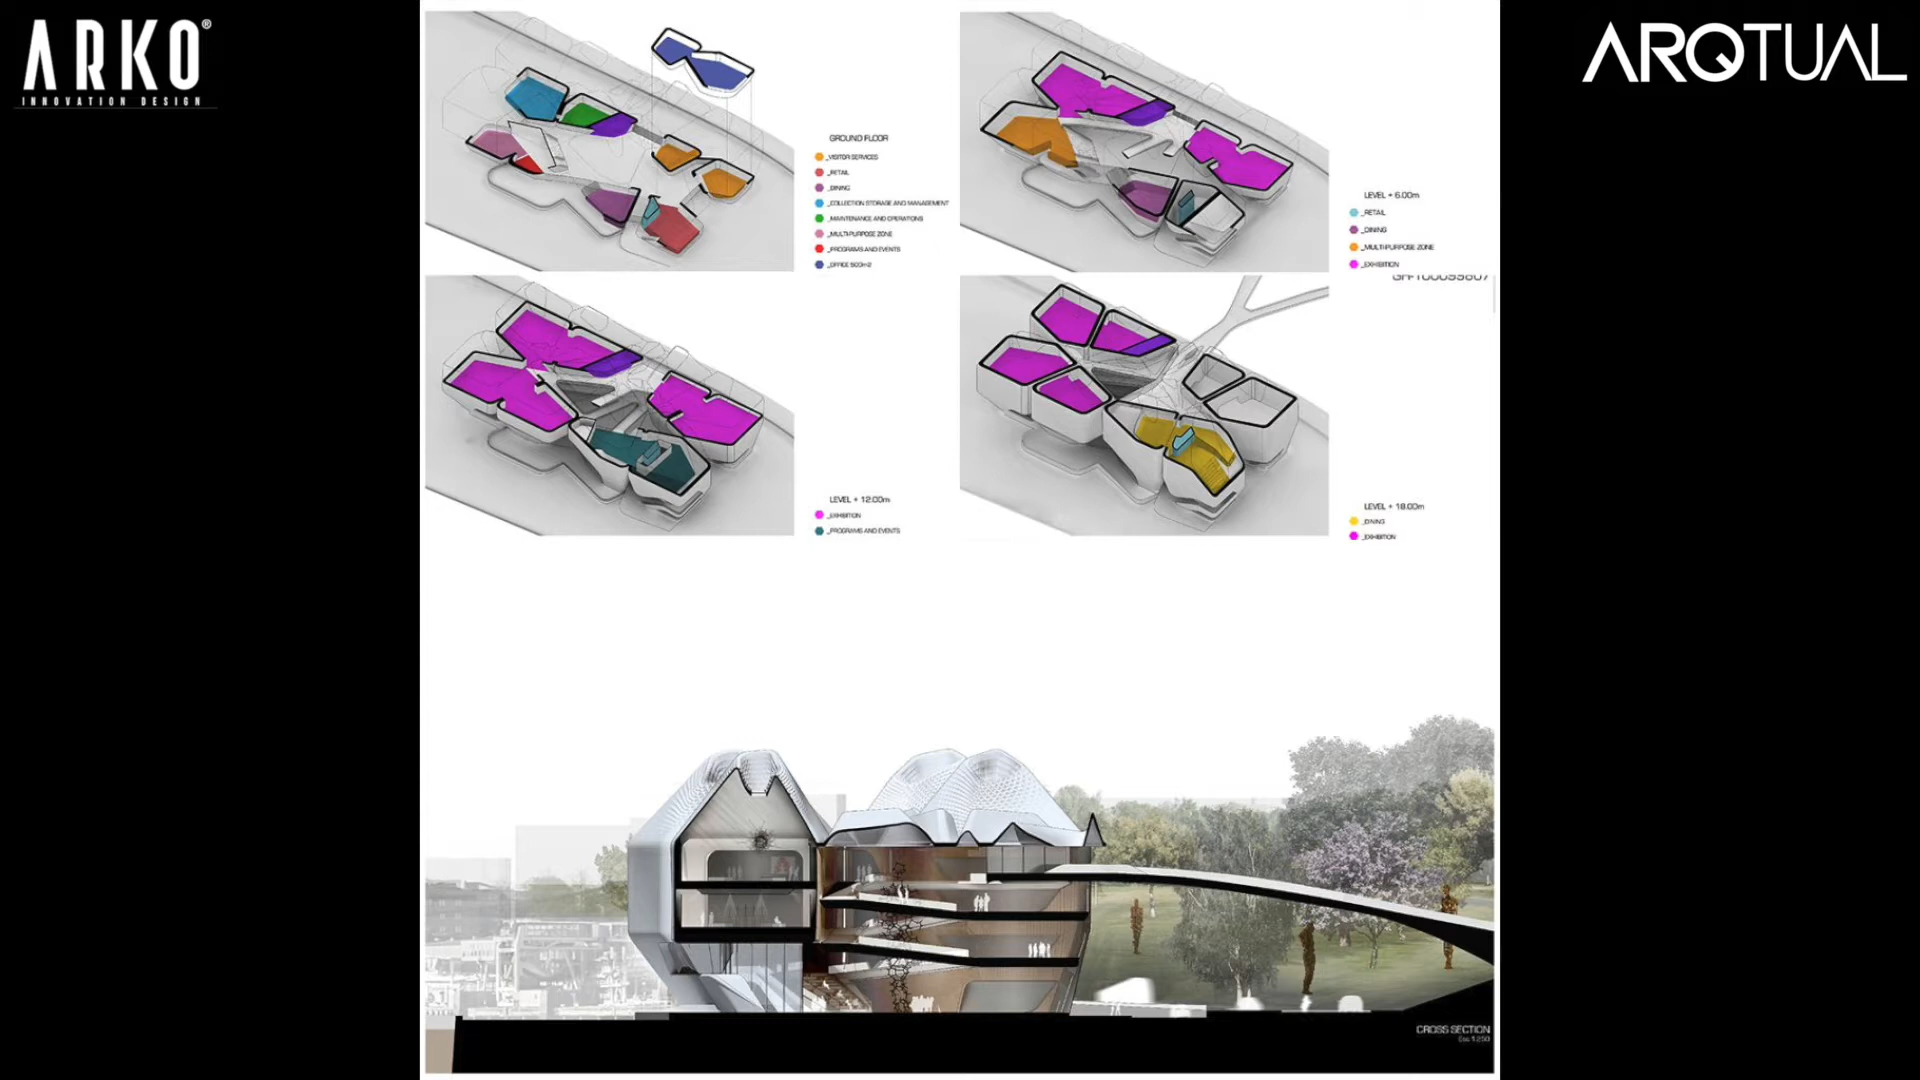 ARKO®
INNOVATION DESIGN
ARQTUAL
GROUND FLOOR
_VISITOR SERVICES
_RETAIL
_DINING
_COLLECTION STORAGE AND MANAGEMENT
_MAINTENANCE AND OPERATIONS
_MULTI-PURPOSE ZONE
_PROGRAMS AND EVENTS
_OFFICE 500m2
LEVEL + 6.00m
_RETAIL
_DINING
_MULTI-PURPOSE ZONE
_EXHIBITION
LEVEL + 12.00m
_EXHIBITION
_PROGRAMS AND EVENTS
LEVEL + 18.00m
_DINING
_EXHIBITION
CROSS SECTION